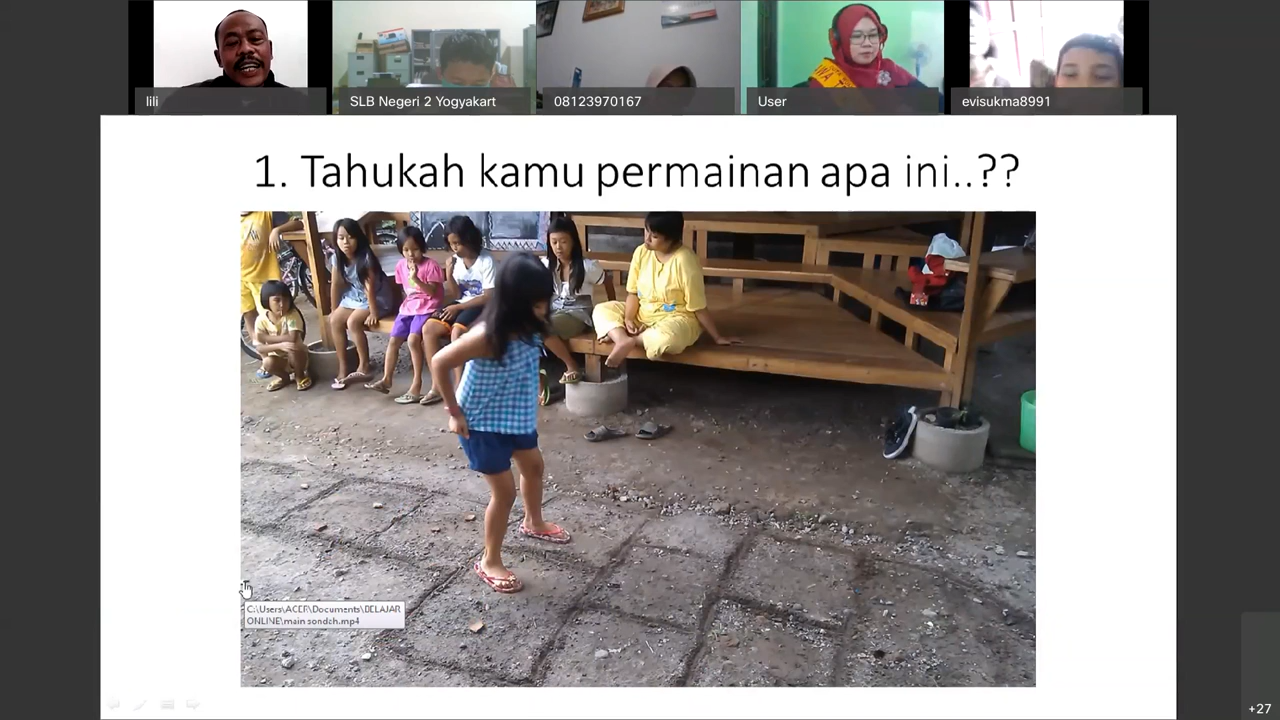 lili
SLB Negeri 2 Yogyakart
08123970167
User
evisukma8991
1. Tahukah kamu permainan apa ini..??
C:\Users\ACER\Documents\BELAJAR
ONLINE\main sondeh.mp4
+27